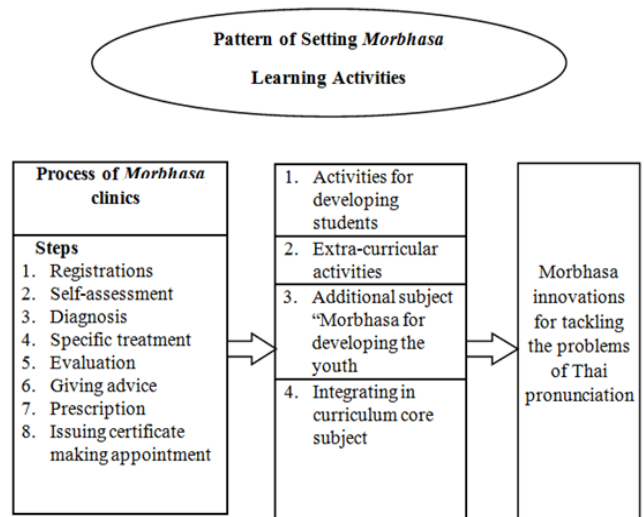 Pattern of Setting Morbhasa
Learning Activities
Process of Morbhasa
clinics
Steps
1. Registrations
2. Self-assessment
3. Diagnosis
4. Specific treatment
5. Evaluation
6. Giving advice
7. Prescription
8. Issuing certificate
making appointment
1. Activities for
developing
students
2. Extra-curricular
activities
3. Additional subject
“Morbhasa for
developing the
youth
4. Integrating in
curriculum core
subject
Morbhasa
innovations
for tackling
the problems
of Thai
pronunciation